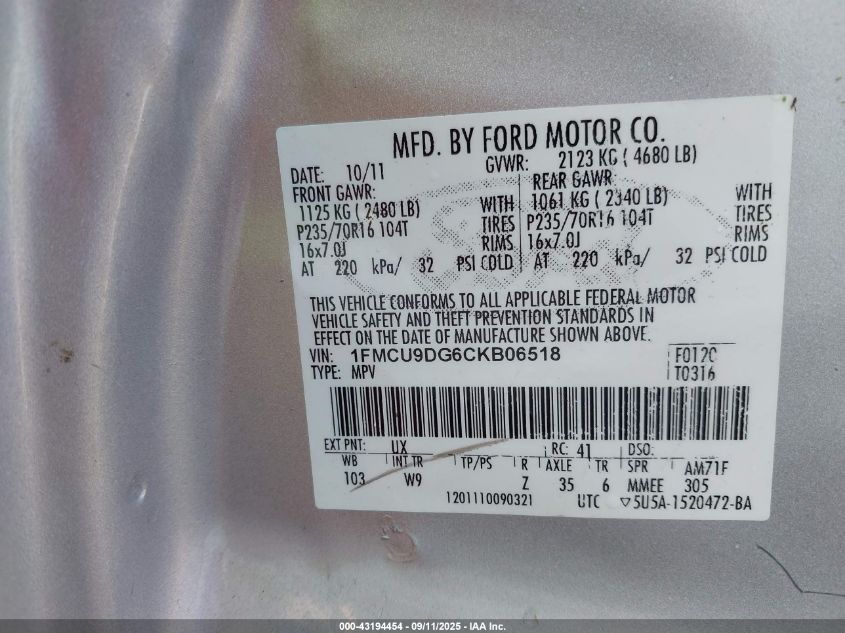 MFD. BY FORD MOTOR CO.
DATE: 10/11 GVWR: 2123 KG ( 4680 LB)
FRONT GAWR: REAR GAWR:
1125 KG ( 2480 LB) WITH 1061 KG ( 2340 LB) WITH
P235/70R16 104T TIRES P235/70R16 104T TIRES
16x7.0J RIMS 16x7.0J RIMS
AT 220 kPa/ 32 PSI COLD AT 220 kPa/ 32 PSI COLD
THIS VEHICLE CONFORMS TO ALL APPLICABLE FEDERAL MOTOR
VEHICLE SAFETY AND THEFT PREVENTION STANDARDS IN
EFFECT ON THE DATE OF MANUFACTURE SHOWN ABOVE.
VIN: 1FMCU9DG6CKB06518 F0120
TYPE: MPV T0316
EXT PNT: UX RC: 41 DSO:
WB INT TR TP/PS R AXLE TR SPR AM71F
103 W9 Z 35 6 MMEE 305
1201110090321 UTC ▽5U5A-1520472-BA
000-43194454 - 09/11/2025 - IAA Inc.